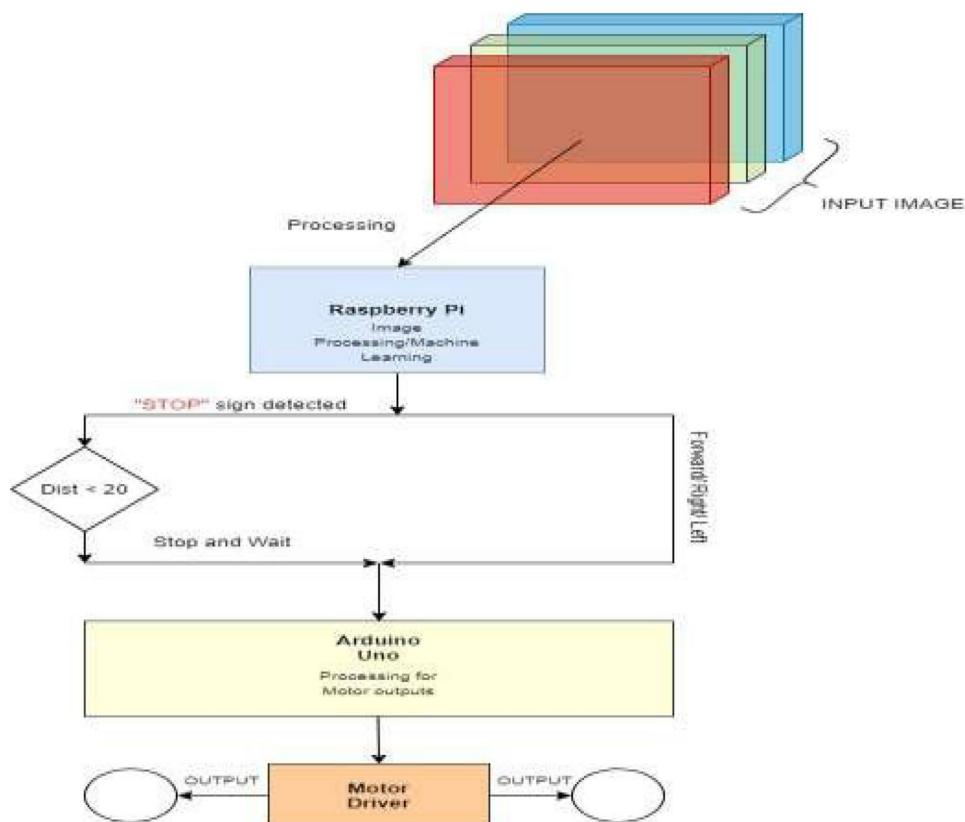 INPUT IMAGE
Processing
Raspberry Pi
Image
Processing/Machine
Learning
"STOP" sign detected
Forward/ Right/ Left
Dist < 20
Stop and Wait
Arduino
Uno
Processing for
Motor outputs
OUTPUT
OUTPUT
Motor
Driver